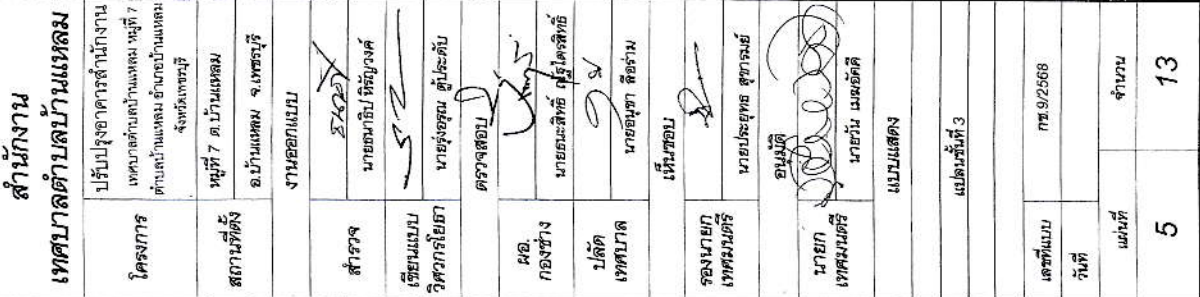 สำนักงาน
เทศบาลตำบลบ้านแหลม
โครงการ
ปรับปรุงอาคารสำนักงาน
เทศบาลตำบลบ้านแหลม หมู่ที่ 7
ตำบลบ้านแหลม อำเภอบ้านแหลม
จังหวัดเพชรบุรี
สถานที่ตั้ง
หมู่ที่ 7 ต.บ้านแหลม
อ.บ้านแหลม จ.เพชรบุรี
งานออกแบบ
สำรวจ
นายธนาธิป หิรัญวงค์
เขียนแบบ
วิศวกรโยธา
นายรุ่งอรุณ ตู้ประดับ
ตรวจสอบ
ผอ.
กองช่าง
นายธนะสิทธิ์ ณัฐไตรสิทธิ์
ปลัด
เทศบาล
นายอนุชา ลือร่าม
เห็นชอบ
รองนายก
เทศมนตรี
นายประยุทธ สุขารมย์
อนุมัติ
นายก
เทศมนตรี
นายวัน เมฆอัคคี
แบบแสดง
แปลนชั้นที่ 3
เลขที่แบบ
กช.9/2568
วันที่
แผ่นที่
จำนวน
5
13